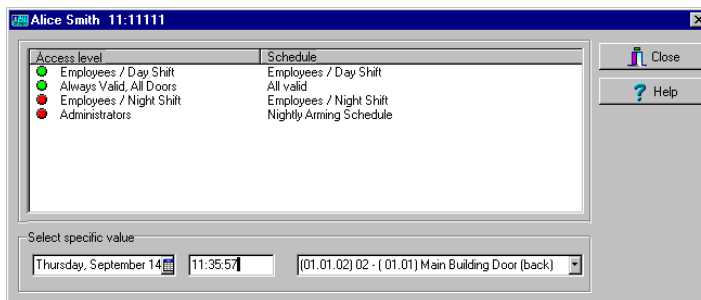 Alice Smith 11:11111
Access level Schedule
Employees / Day Shift Employees / Day Shift
Always Valid, All Doors All valid
Employees / Night Shift Employees / Night Shift
Administrators Nightly Arming Schedule
Close
Help
Select specific value
Thursday, September 14 11:35:57 (01.01.02) 02 - ( 01.01) Main Building Door (back)